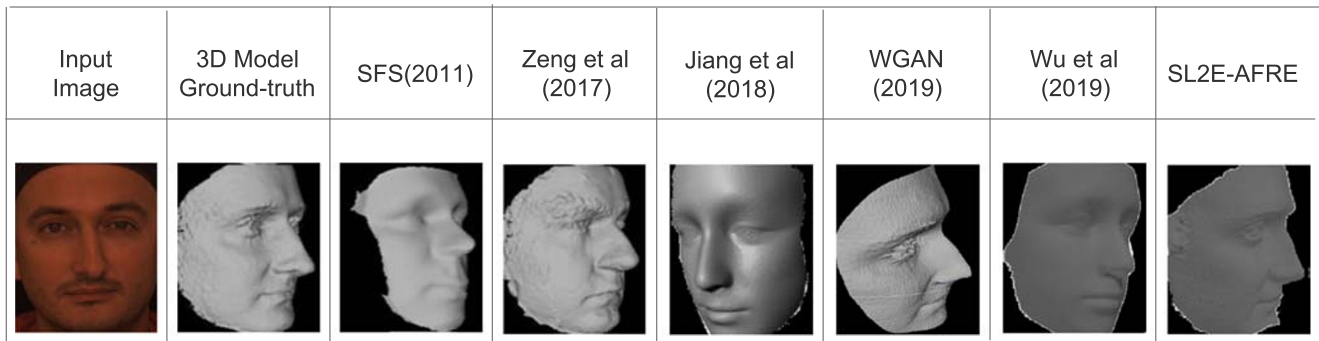 Input
Image
3D Model
Ground-truth
SFS(2011)
Zeng et al
(2017)
Jiang et al
(2018)
WGAN
(2019)
Wu et al
(2019)
SL2E-AFRE